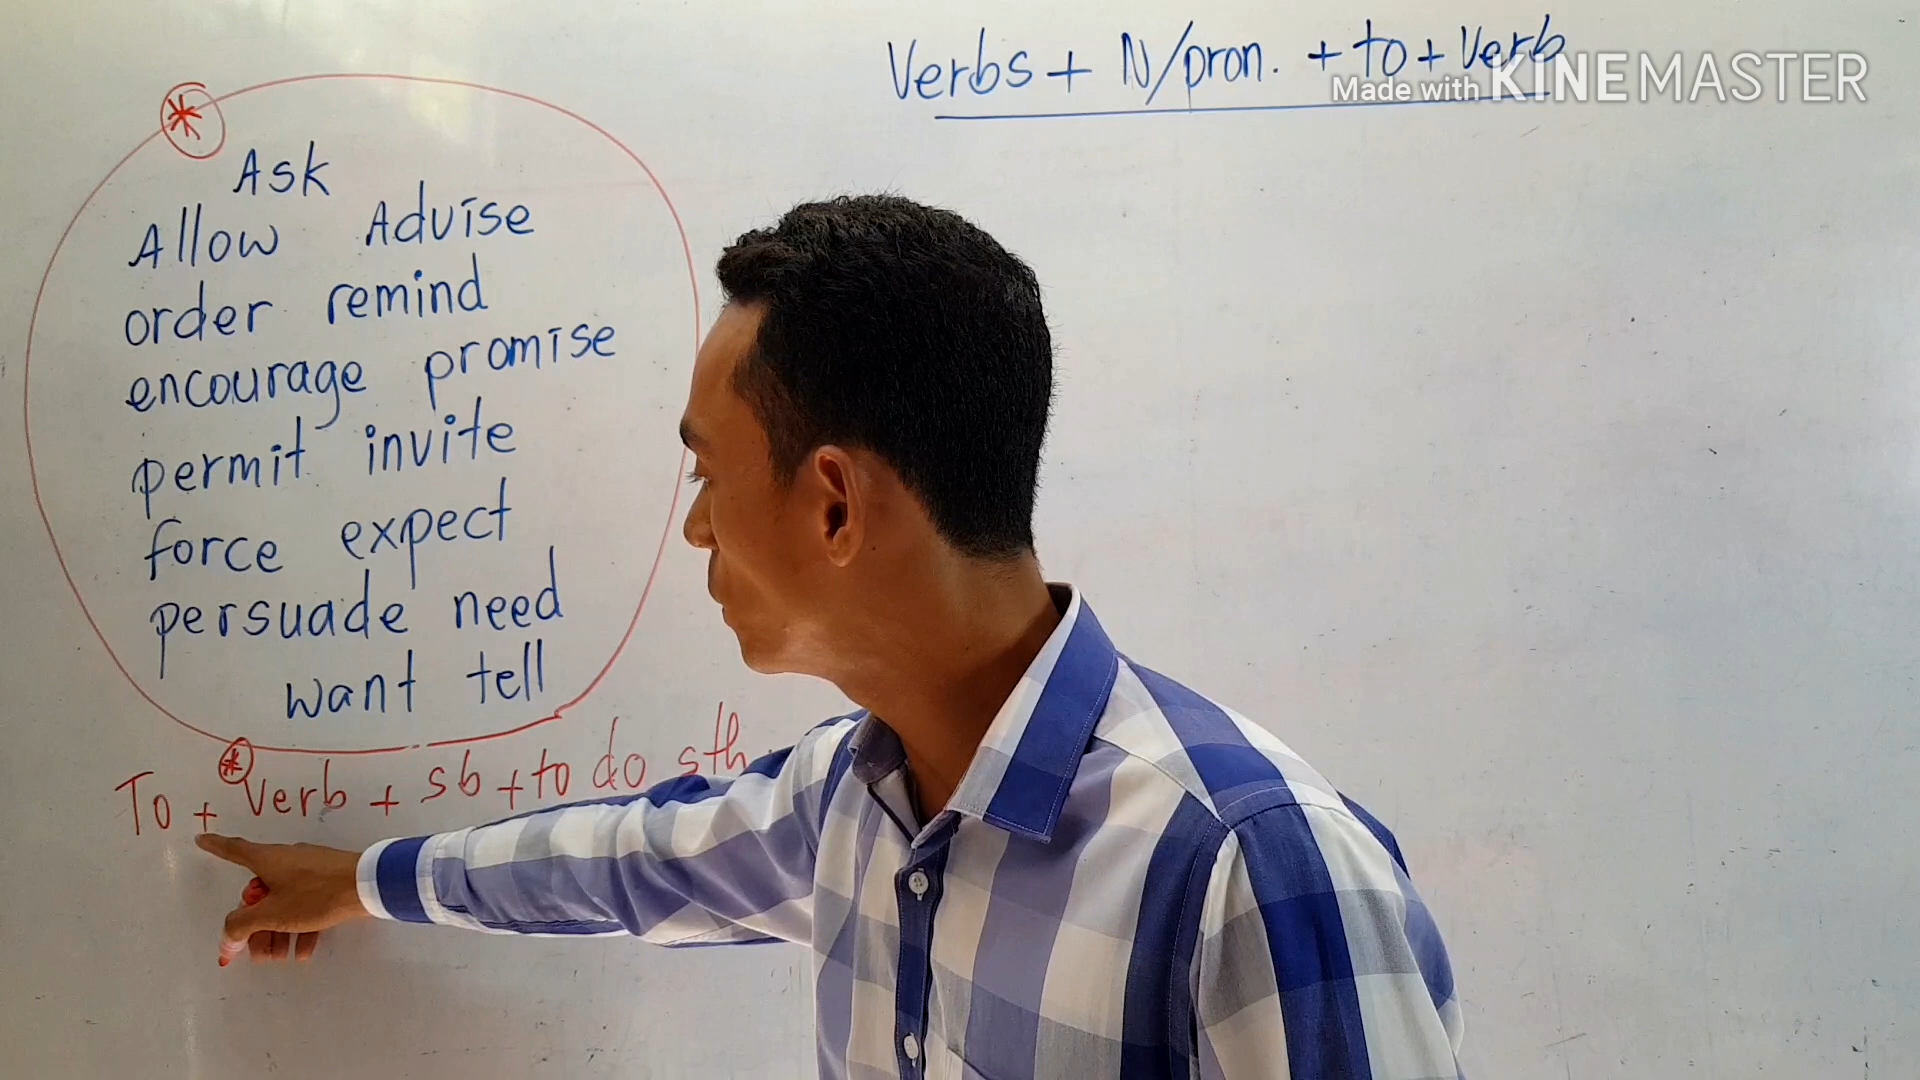 Verbs + N/pron. + to + Verb
Made with KINEMASTER
*
Ask
Allow Advise
order remind
encourage promise
permit invite
force expect
persuade need
want tell
*
To + Verb + sb + to do sth